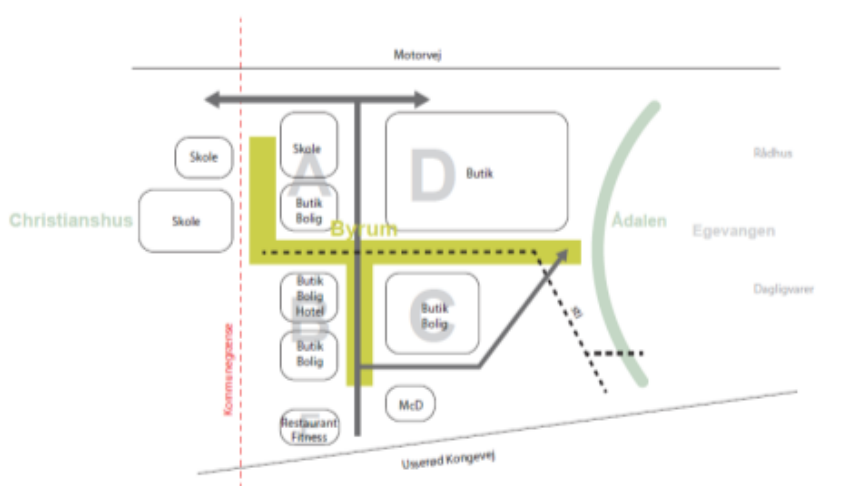 Motorvej
Skole
A
Skole
D
Butik
Rådhus
Skole
Butik
Bolig
Christianshus
Byrum
Ådalen
Egevangen
Butik
Bolig
Hotel
B
Butik
Bolig
C
Butik
Bolig
sti
Dagligvarer
Kommunegrænse
McD
Restaurant
Fitness
Usserød Kongevej